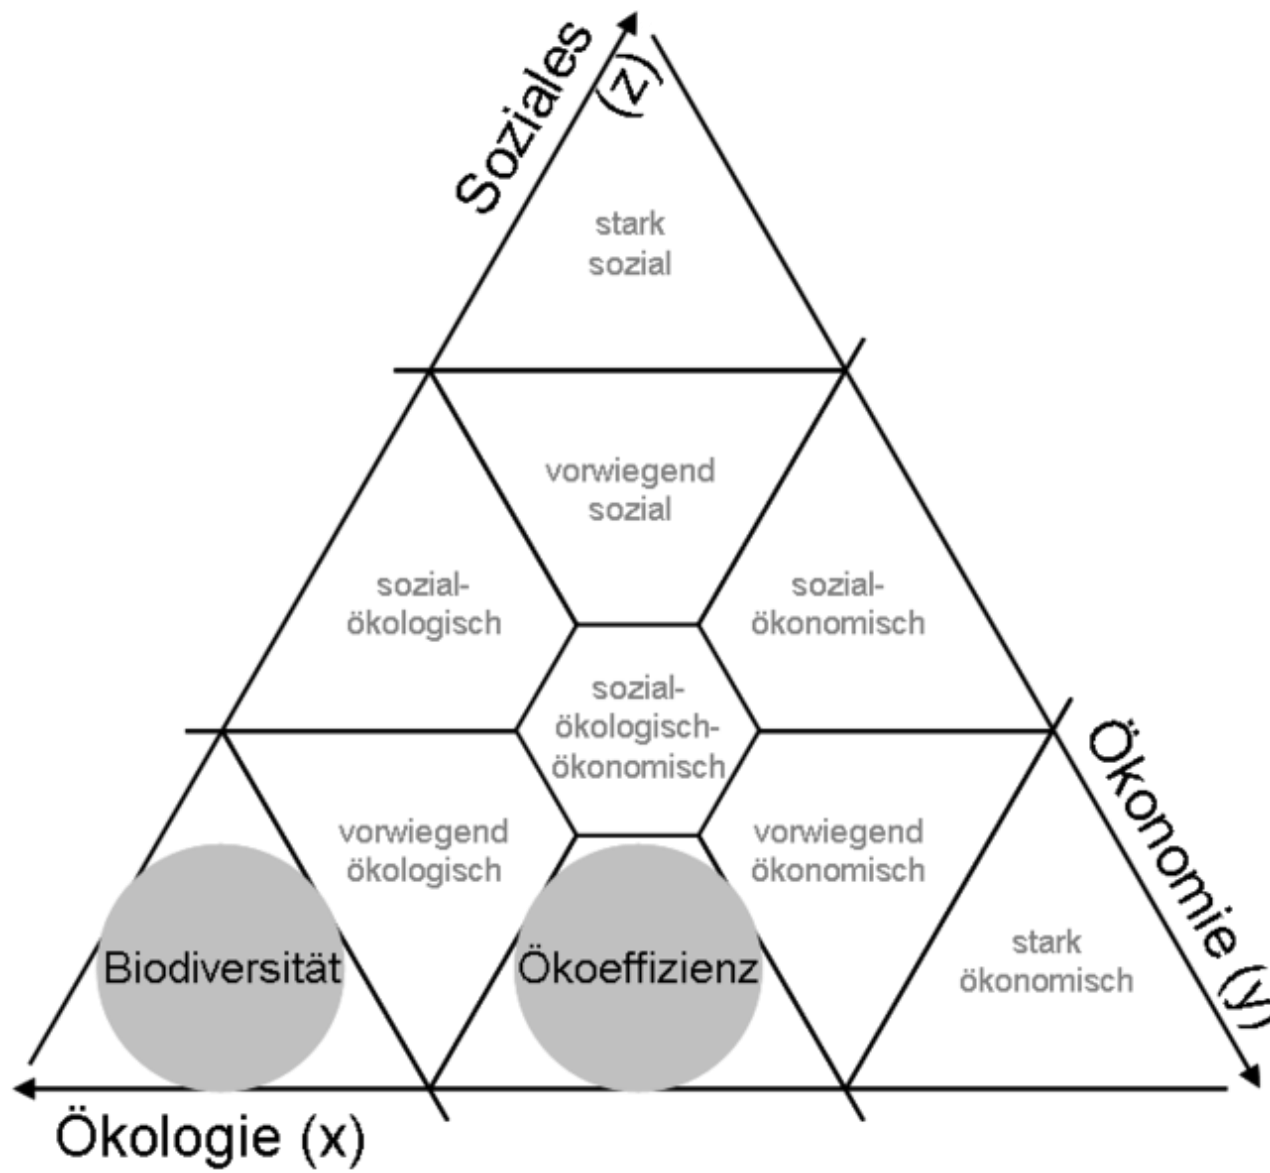 Soziales
(z)
stark
sozial
vorwiegend
sozial
sozial-
ökologisch
sozial-
ökonomisch
sozial-
ökologisch-
ökonomisch
vorwiegend
ökologisch
vorwiegend
ökonomisch
Ökonomie (y)
Biodiversität
Ökoeffizienz
stark
ökonomisch
Ökologie (x)